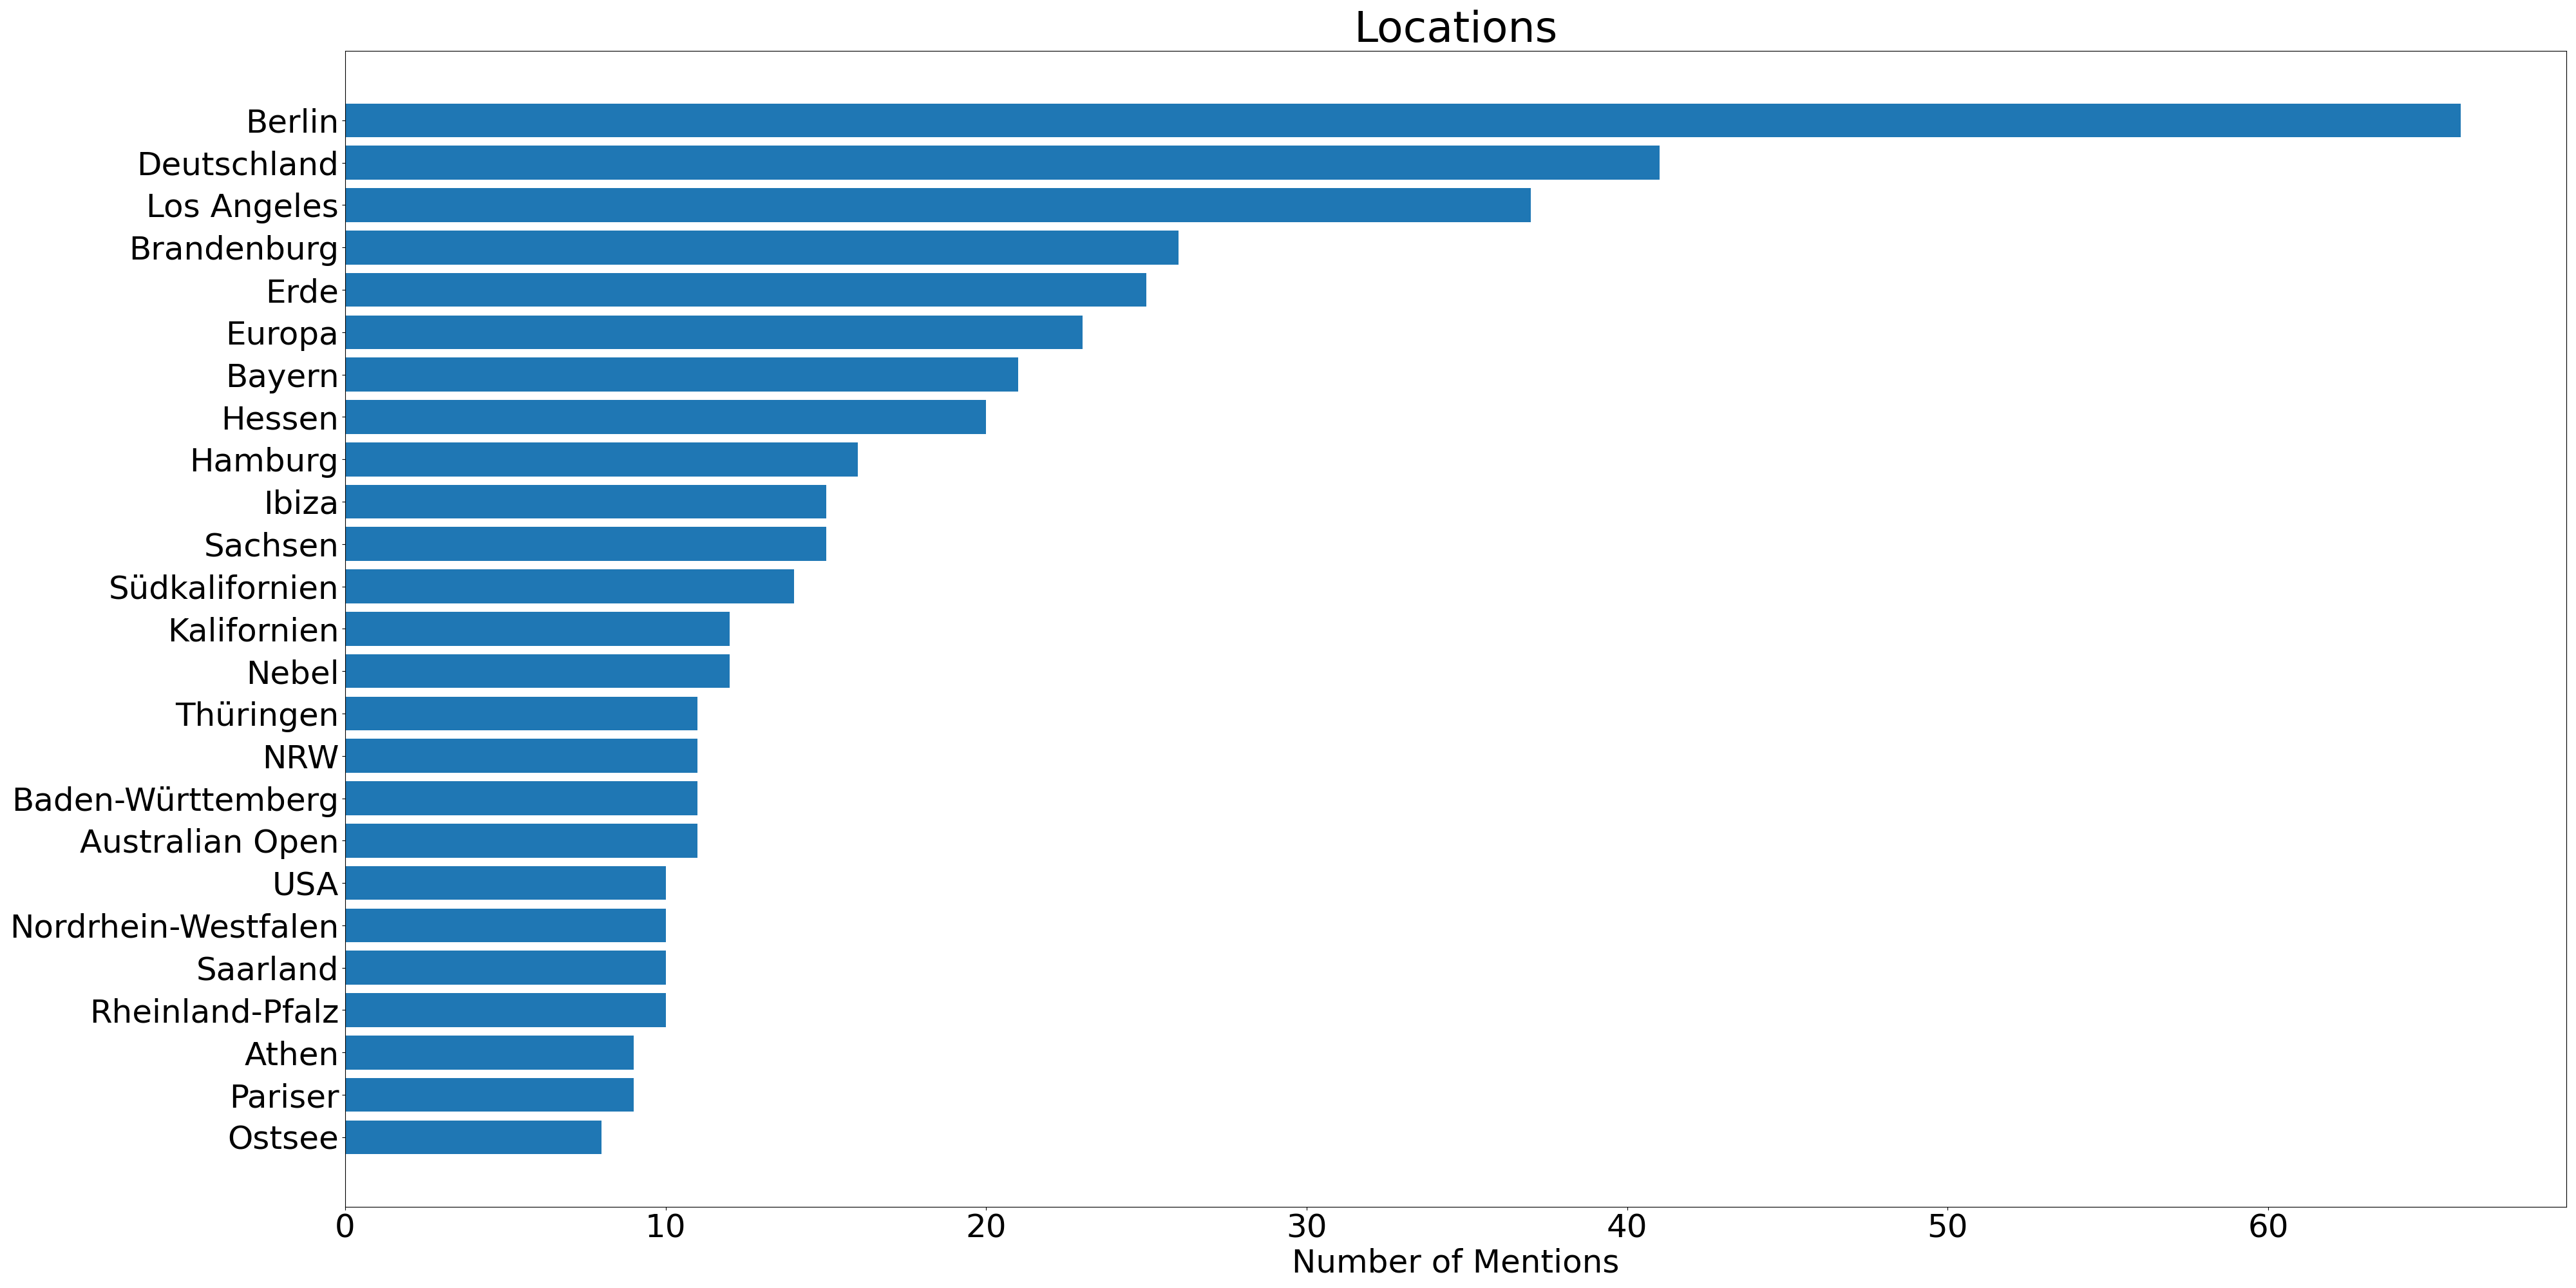 Locations
Berlin
Deutschland
Los Angeles
Brandenburg
Erde
Europa
Bayern
Hessen
Hamburg
Ibiza
Sachsen
Südkalifornien
Kalifornien
Nebel
Thüringen
NRW
Baden-Württemberg
Australian Open
USA
Nordrhein-Westfalen
Saarland
Rheinland-Pfalz
Athen
Pariser
Ostsee
0 10 20 30 40 50 60
Number of Mentions